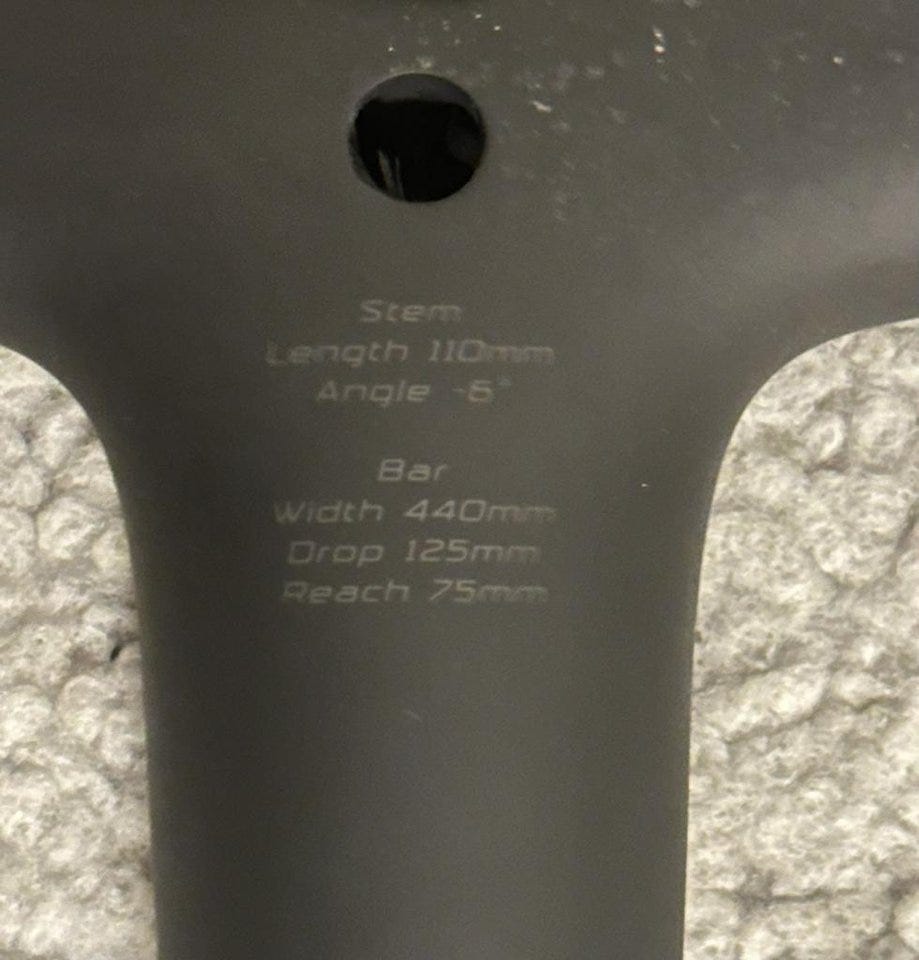 Stem
Length 110mm
Angle -6°
Bar
Width 440mm
Drop 125mm
Reach 75mm